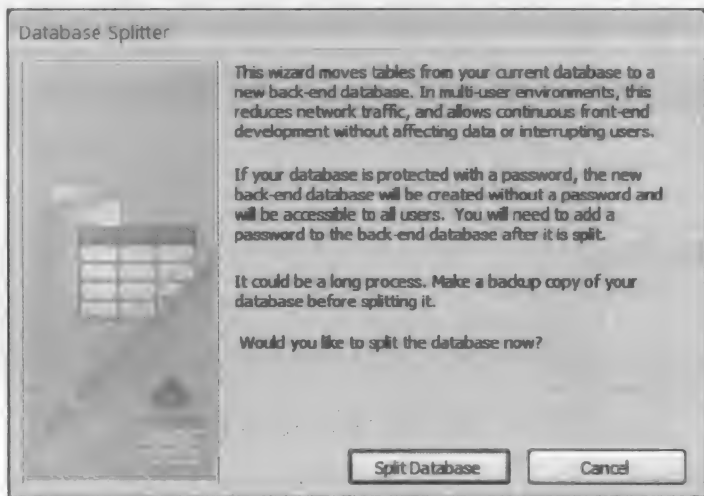 Database Splitter
This wizard moves tables from your current database to a
new back-end database. In multi-user environments, this
reduces network traffic, and allows continuous front-end
development without affecting data or interrupting users.
If your database is protected with a password, the new
back-end database will be created without a password and
will be accessible to all users. You will need to add a
password to the back-end database after it is split.
It could be a long process. Make a backup copy of your
database before splitting it.
Would you like to split the database now?
Split Database
Cancel